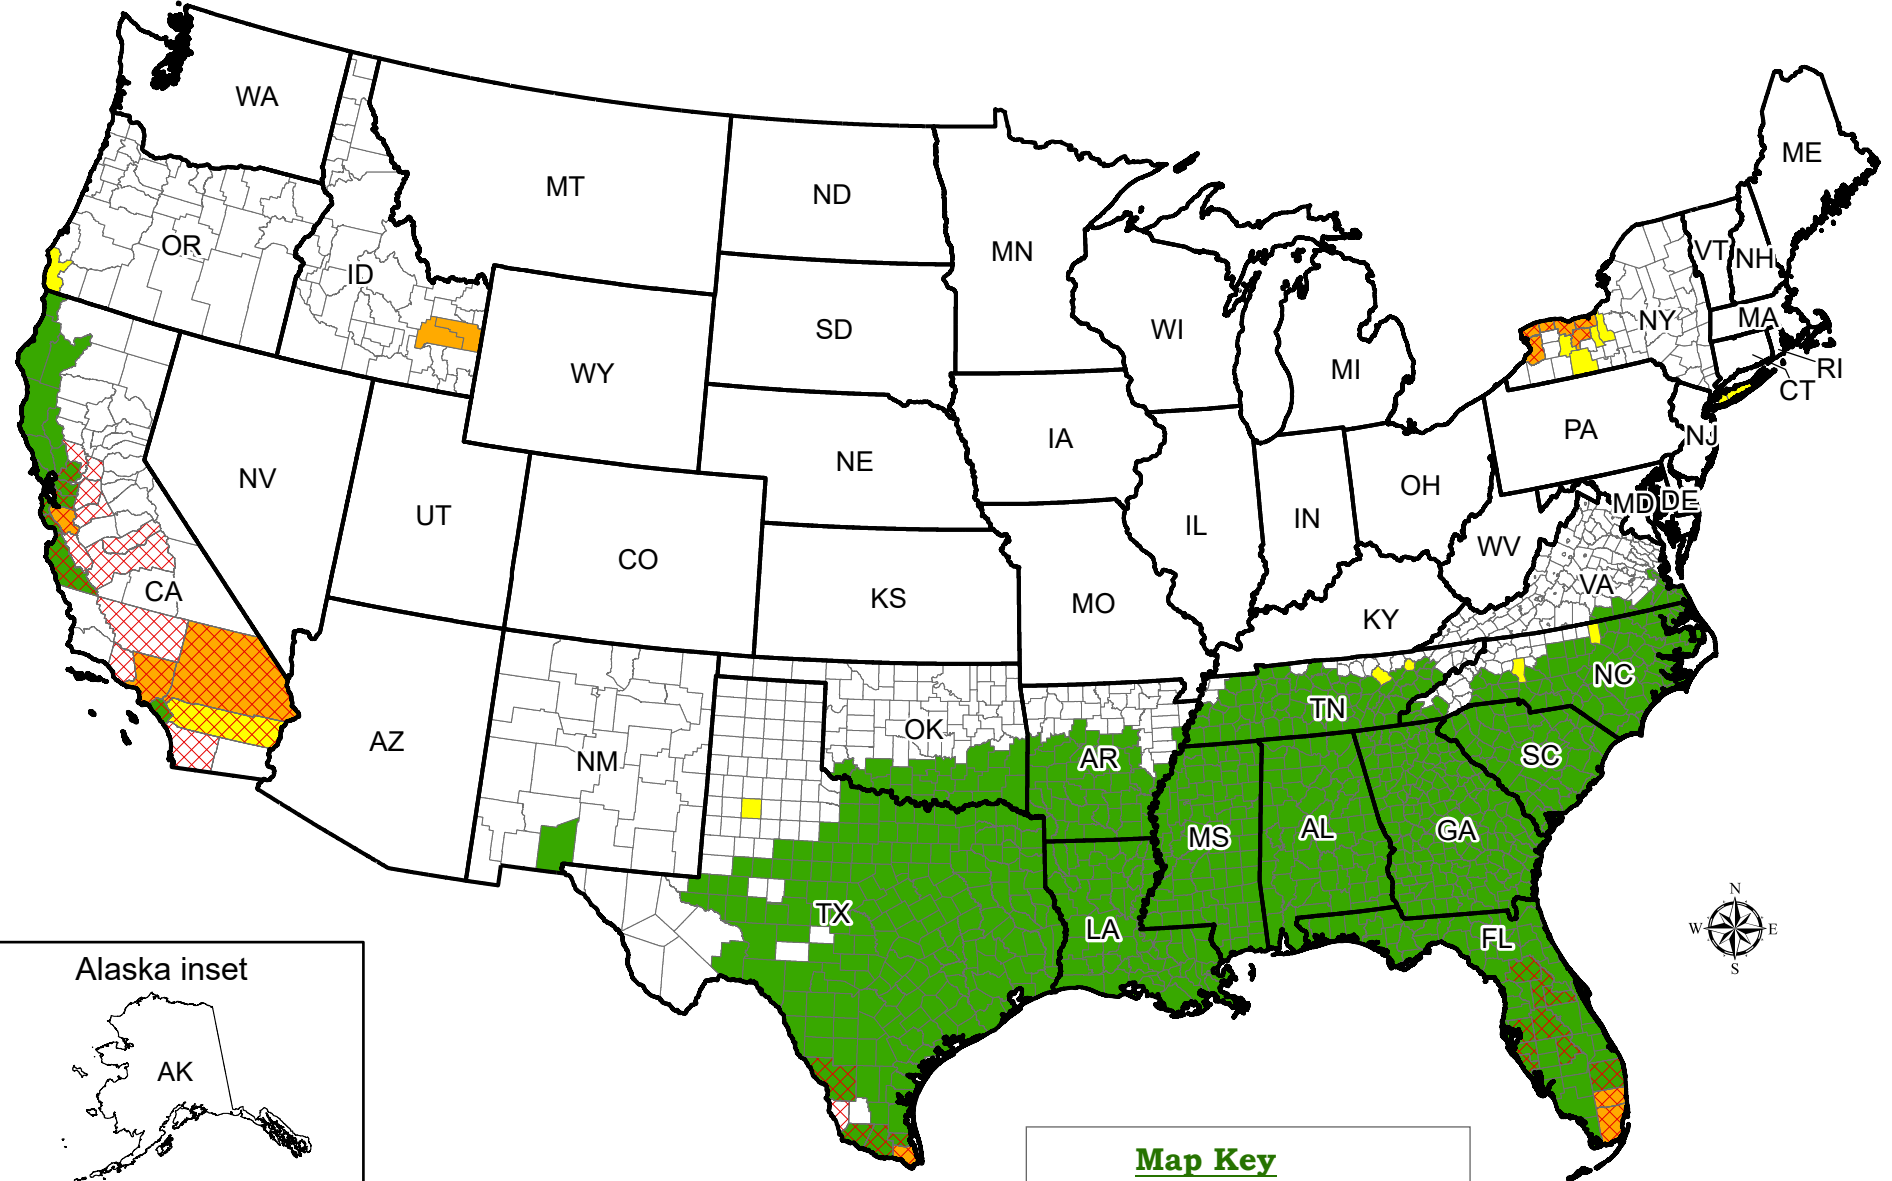 WA
ME
MT
ND
OR
VT
NH
MN
ID
NY
MA
SD
WI
MI
RI
WY
CT
IA
PA
NJ
NE
NV
OH
MD
DE
UT
IL
IN
WV
CO
VA
CA
KS
MO
KY
NC
TN
OK
AZ
NM
AR
SC
MS
AL
GA
TX
LA
FL
N
W
E
S
Alaska inset
AK
Map Key